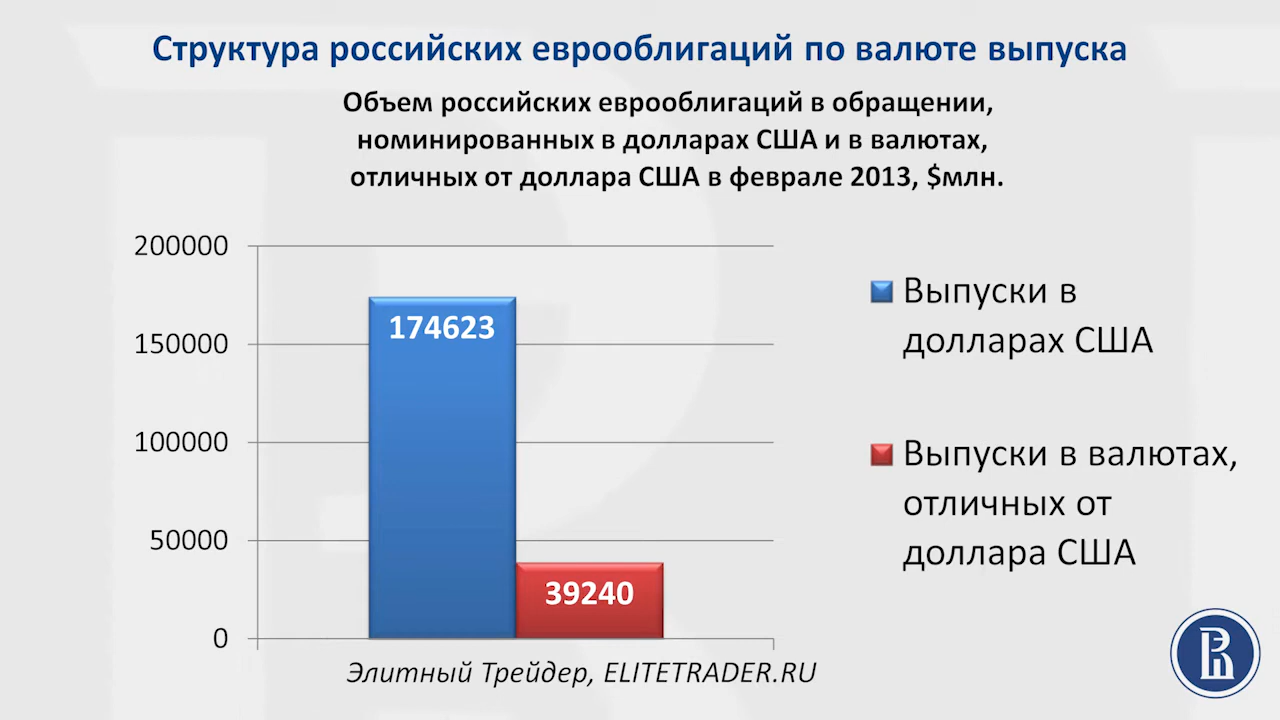 Структура российских еврооблигаций по валюте выпуска
Объем российских еврооблигаций в обращении,
номинированных в долларах США и в валютах,
отличных от доллара США в феврале 2013, $млн.
200000
150000
100000
50000
0
174623
39240
Выпуски в
долларах США
Выпуски в валютах,
отличных от
доллара США
Элитный Трейдер, ELITETRADER.RU